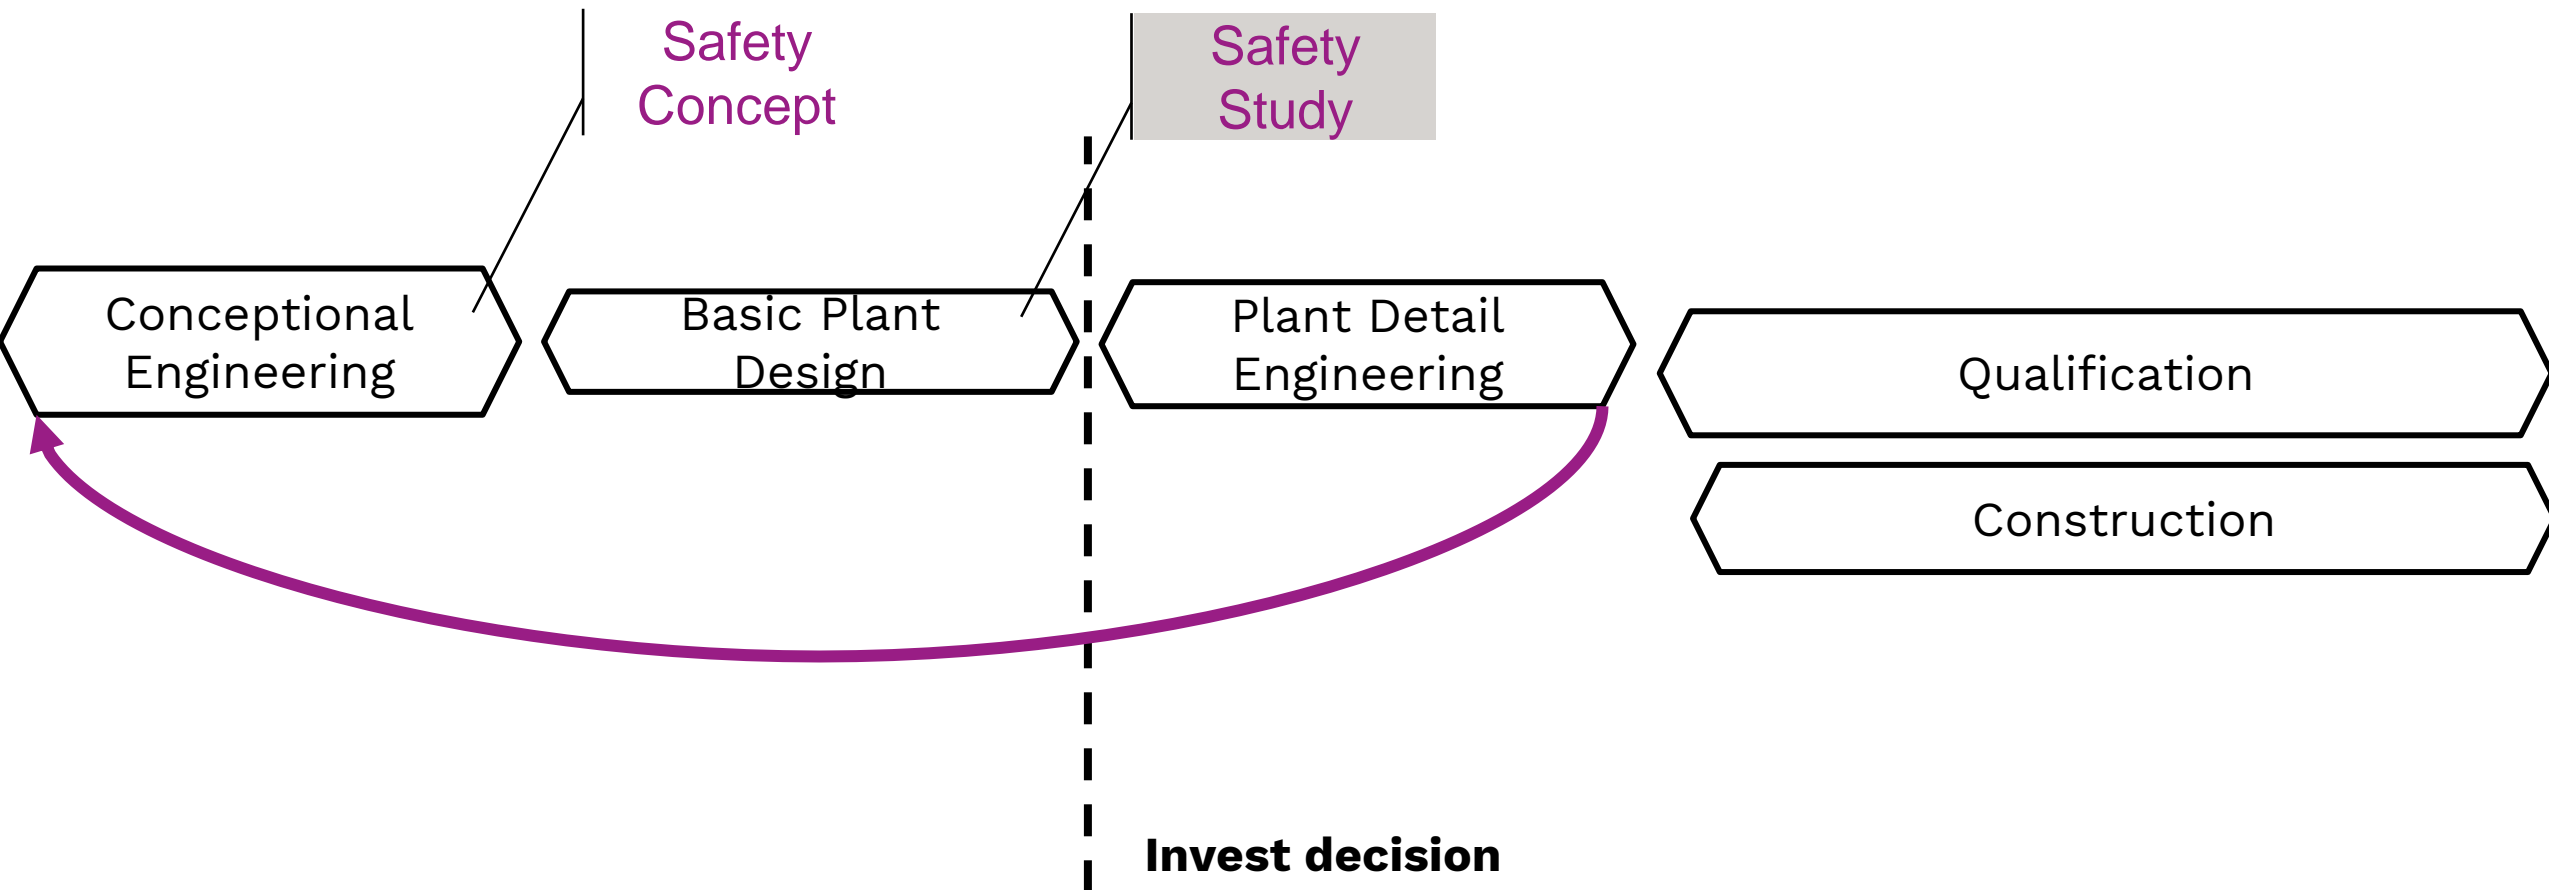 Safety
Concept
Safety
Study
Conceptional
Engineering
Basic Plant
Design
Plant Detail
Engineering
Qualification
Construction
Invest decision